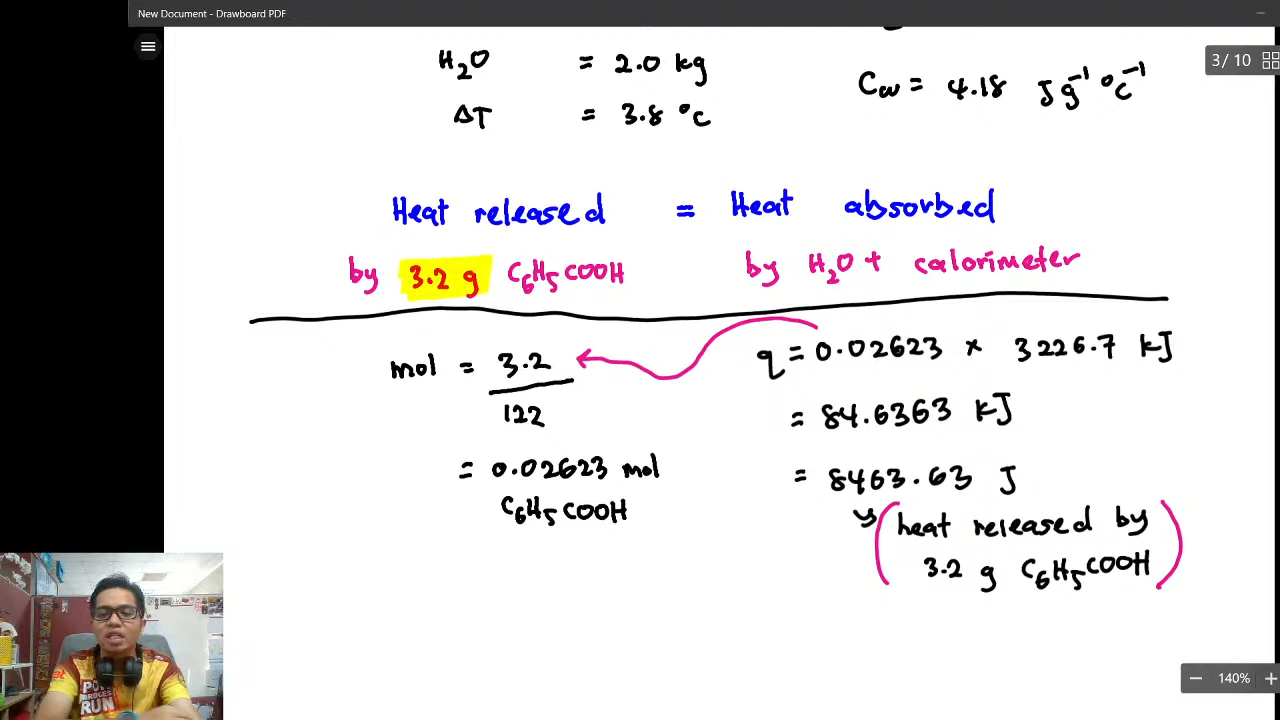 New Document - Drawboard PDF
3 / 10
H₂O = 2.0 kg
Cω = 4.18 J g⁻¹ °C⁻¹
ΔT = 3.8 °C
Heat released = Heat absorbed
by 3.2 g C₆H₅COOH by H₂O + calorimeter
mol = 3.2
122
= 0.02623 mol
C₆H₅COOH
q = 0.02623 × 3226.7 kJ
= 84.6363 kJ
= 8463.63 J
(heat released by
3.2 g C₆H₅COOH)
RUN
140%